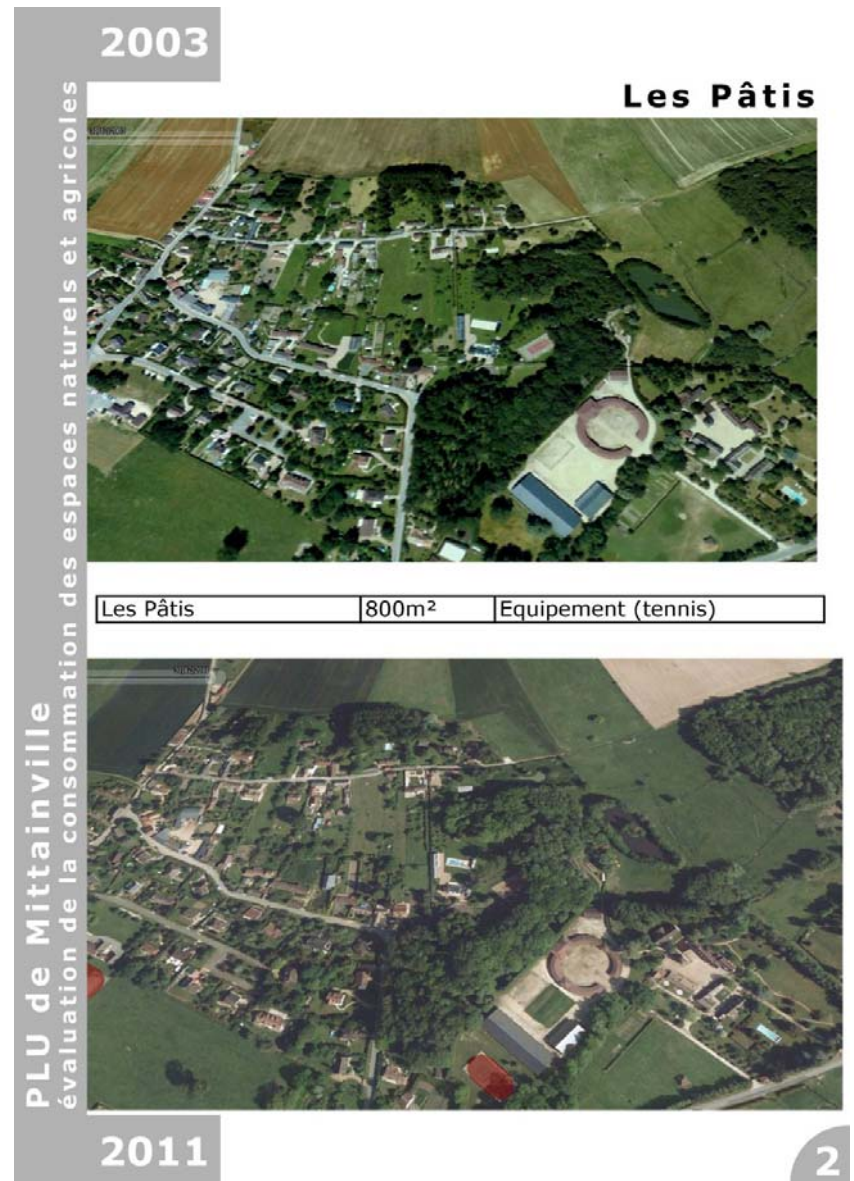 2003
Les Pâtis
PLU de Mittainville
évaluation de la consommation des espaces naturels et agricoles
Les Pâtis 800m² Equipement (tennis)
2011
2